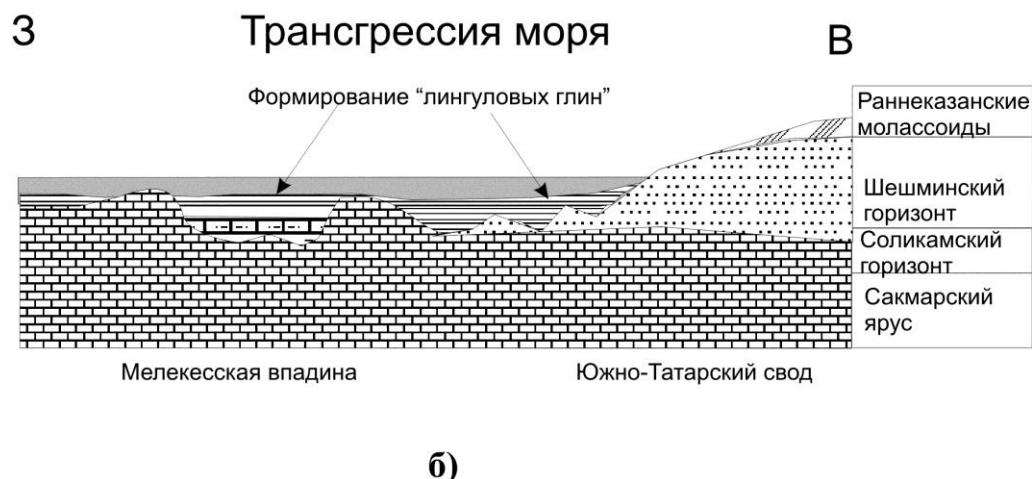 З
Трансгрессия моря
В
Формирование “лингуловых глин”
Раннеказанские
молассоиды
Шешминский
горизонт
Соликамский
горизонт
Сакмарский
ярус
Мелекесская впадина
Южно-Татарский свод
б)